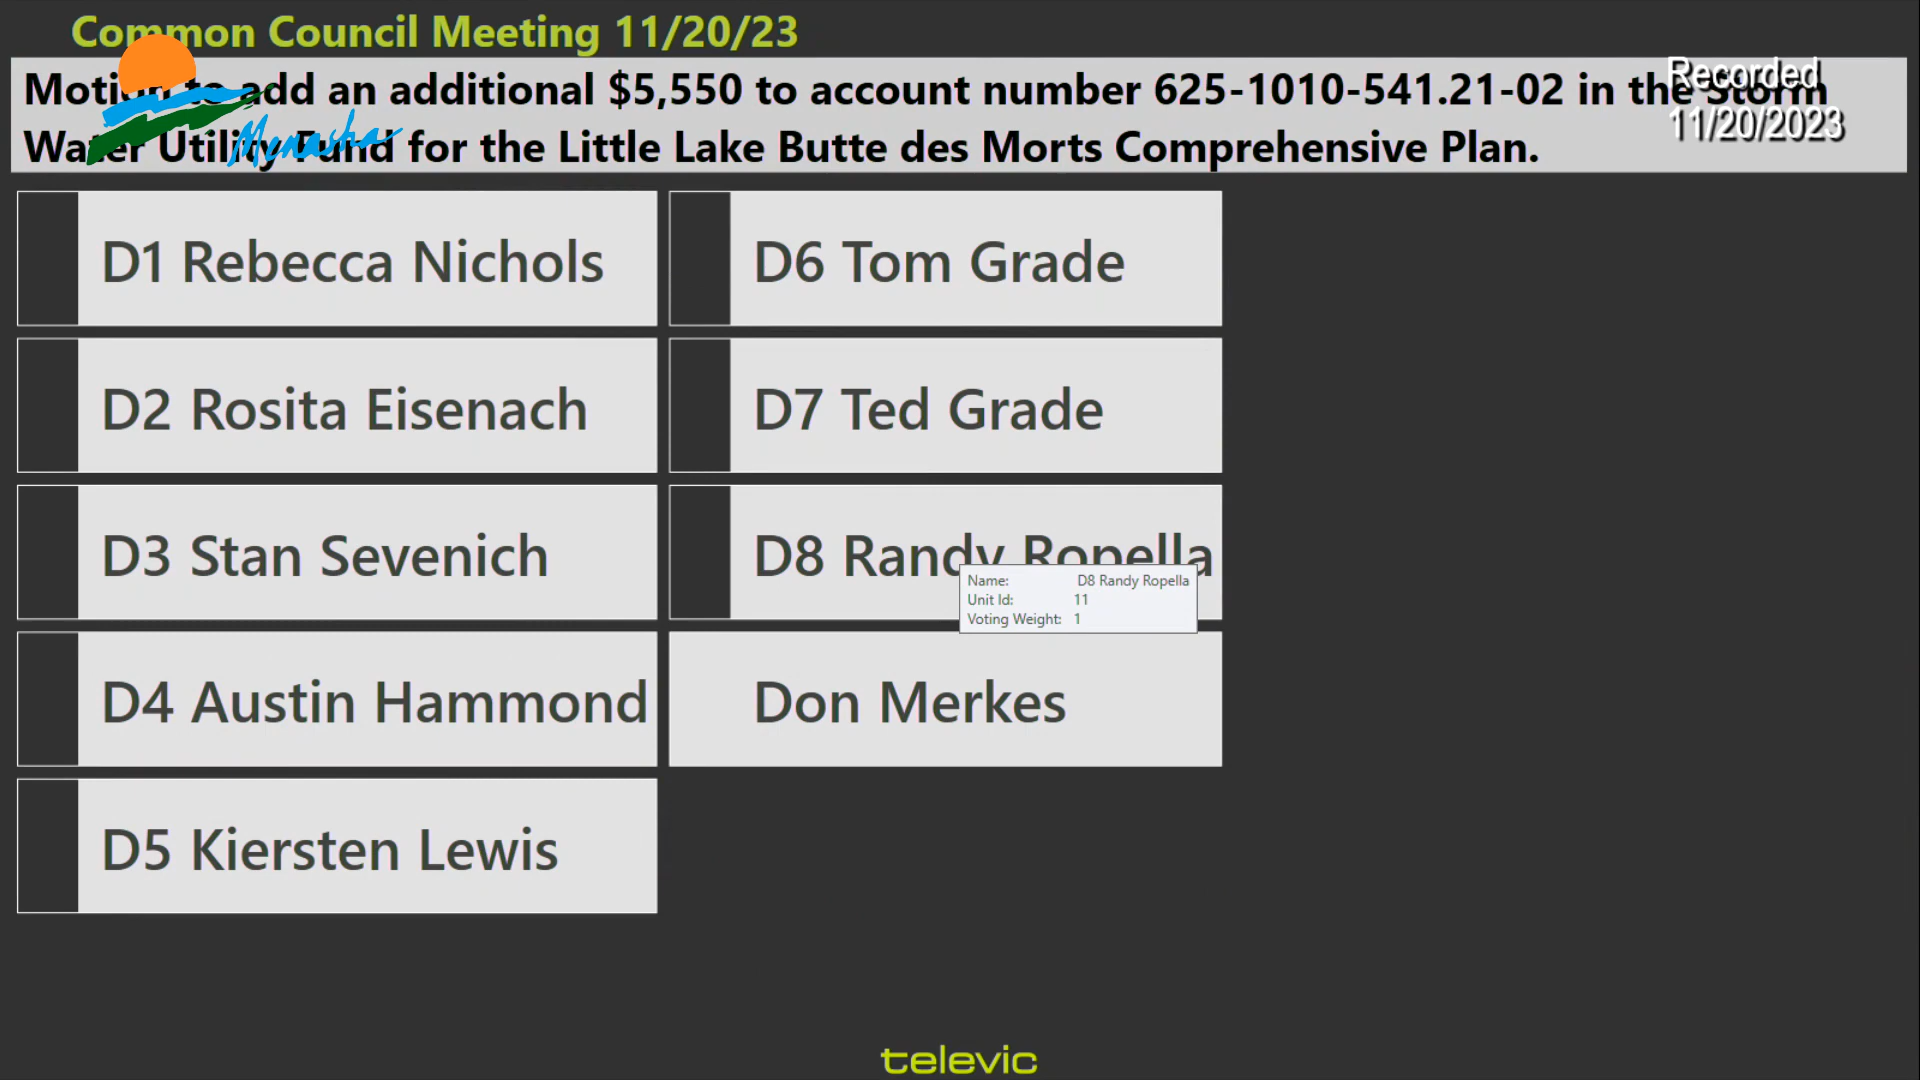 Common Council Meeting 11/20/23
Motion to add an additional $5,550 to account number 625-1010-541.21-02 in the Storm
Water Utility Fund for the Little Lake Butte des Morts Comprehensive Plan.
Menasha
Recorded
11/20/2023
D1 Rebecca Nichols
D2 Rosita Eisenach
D3 Stan Sevenich
D4 Austin Hammond
D5 Kiersten Lewis
D6 Tom Grade
D7 Ted Grade
D8 Randy Ropella
Name: D8 Randy Ropella
Unit Id: 11
Voting Weight: 1
Don Merkes
televic